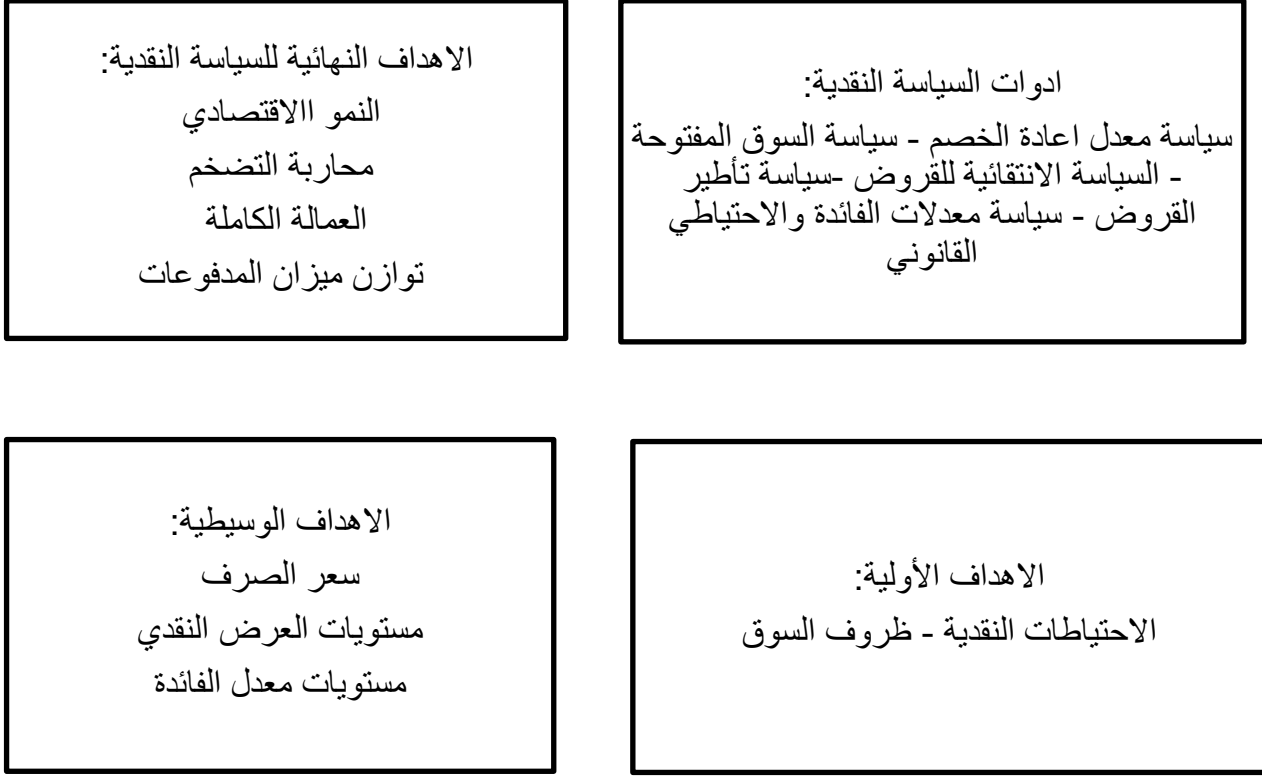 ادوات السياسة النقدية:
سياسة معدل اعادة الخصم - سياسة السوق المفتوحة
- السياسة الانتقائية للقروض -سياسة تأطير
القروض - سياسة معدلات الفائدة والاحتياطي
القانوني
الاهداف النهائية للسياسة النقدية:
النمو االاقتصادي
محاربة التضخم
العمالة الكاملة
توازن ميزان المدفوعات
الاهداف الأولية:
الاحتياطات النقدية - ظروف السوق
الاهداف الوسيطية:
سعر الصرف
مستويات العرض النقدي
مستويات معدل الفائدة